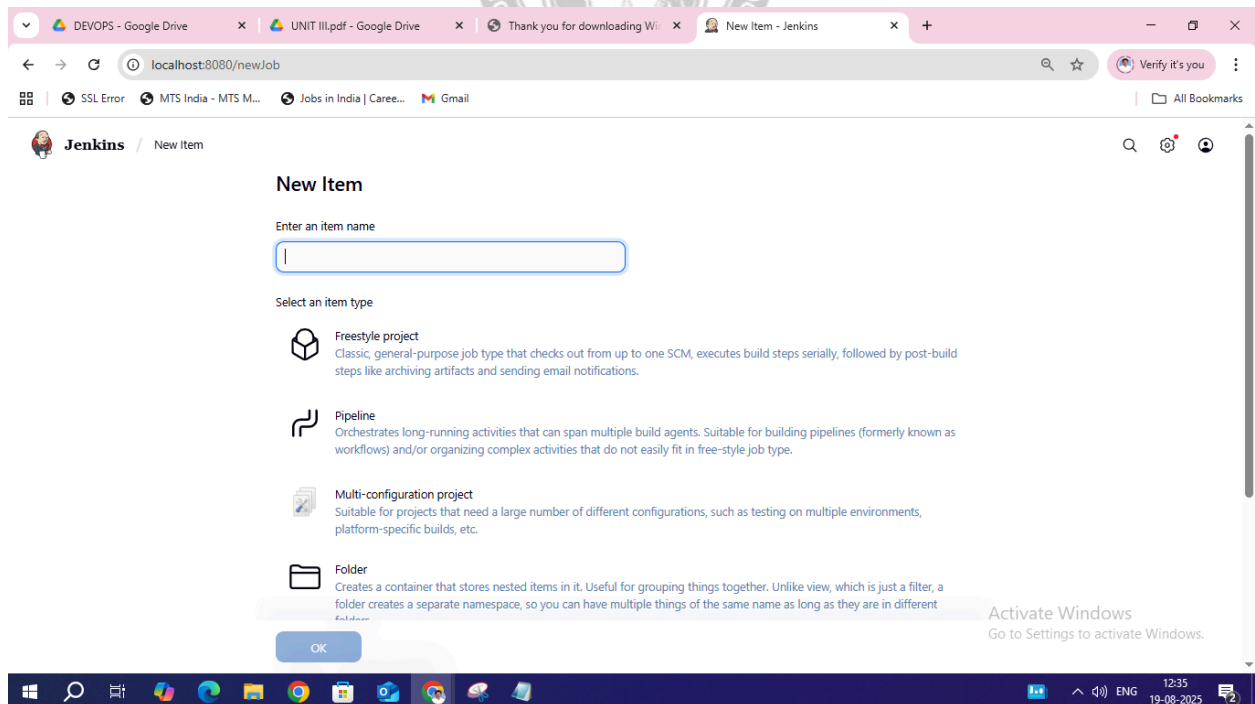 DEVOPS - Google Drive
UNIT III.pdf - Google Drive
Thank you for downloading Wi
New Item - Jenkins
localhost:8080/newJob
Verify it's you
SSL Error
MTS India - MTS M...
Jobs in India | Caree...
Gmail
All Bookmarks
Jenkins / New Item
New Item
Enter an item name
Select an item type
Freestyle project
Classic, general-purpose job type that checks out from up to one SCM, executes build steps serially, followed by post-build
steps like archiving artifacts and sending email notifications.
Pipeline
Orchestrates long-running activities that can span multiple build agents. Suitable for building pipelines (formerly known as
workflows) and/or organizing complex activities that do not easily fit in free-style job type.
Multi-configuration project
Suitable for projects that need a large number of different configurations, such as testing on multiple environments,
platform-specific builds, etc.
Folder
Creates a container that stores nested items in it. Useful for grouping things together. Unlike view, which is just a filter, a
folder creates a separate namespace, so you can have multiple things of the same name as long as they are in different
folders.
OK
Activate Windows
Go to Settings to activate Windows.
ENG
12:35
19-08-2025
2